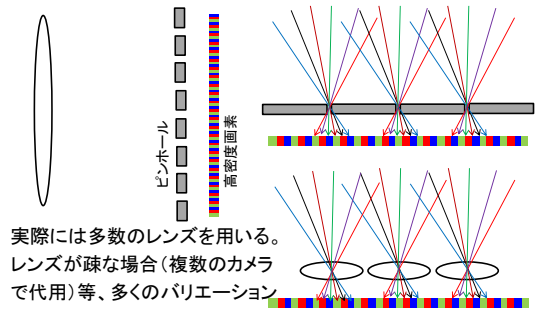 ピンホール
高密度画素
実際には多数のレンズを用いる。
レンズが疎な場合(複数のカメラ
で代用)等、多くのバリエーション